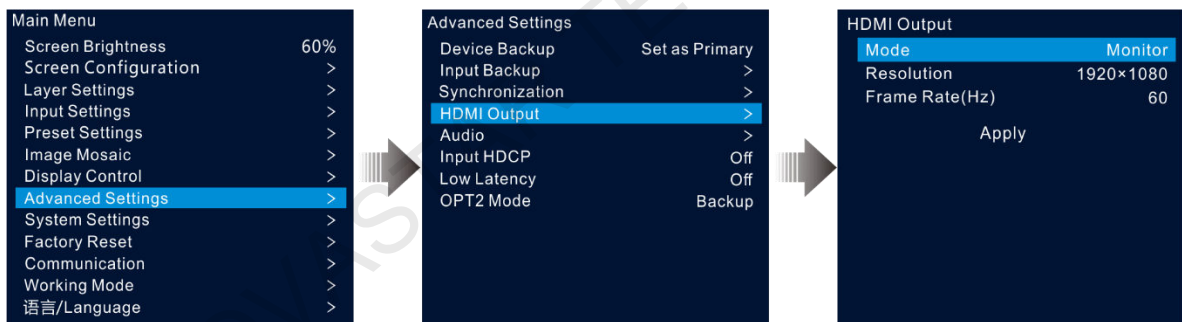 Main Menu
Screen Brightness 60%
Screen Configuration >
Layer Settings >
Input Settings >
Preset Settings >
Image Mosaic >
Display Control >
Advanced Settings >
System Settings >
Factory Reset >
Communication >
Working Mode >
语言/Language >
Advanced Settings
Device Backup Set as Primary
Input Backup >
Synchronization >
HDMI Output >
Audio >
Input HDCP Off
Low Latency Off
OPT2 Mode Backup
HDMI Output
Mode Monitor
Resolution 1920×1080
Frame Rate(Hz) 60
Apply